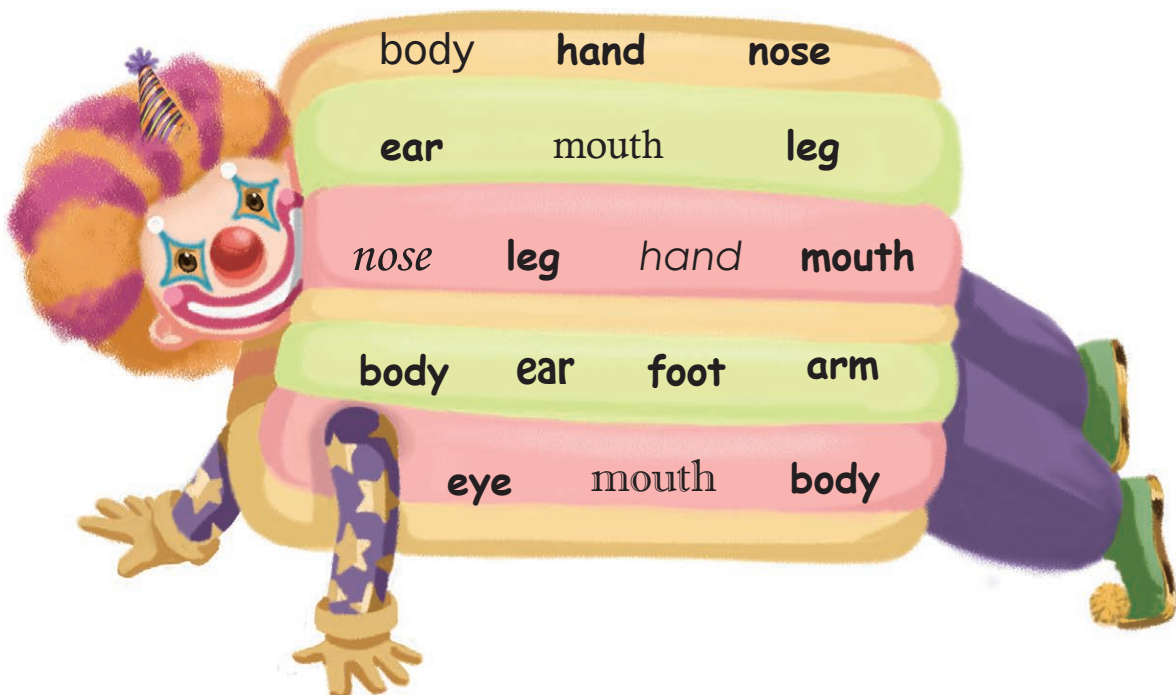 body hand nose
ear mouth leg
nose leg hand mouth
body ear foot arm
eye mouth body